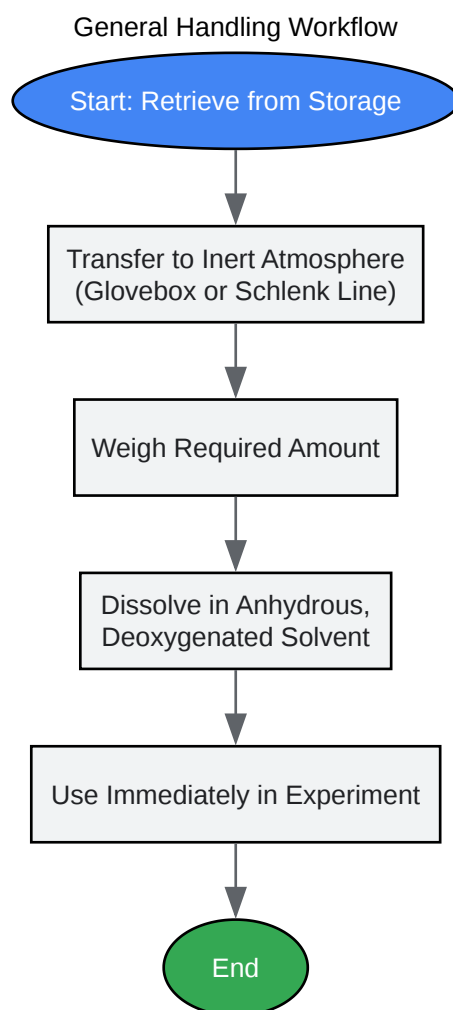 General Handling Workflow
Start: Retrieve from Storage
Transfer to Inert Atmosphere
(Glovebox or Schlenk Line)
Weigh Required Amount
Dissolve in Anhydrous,
Deoxygenated Solvent
Use Immediately in Experiment
End